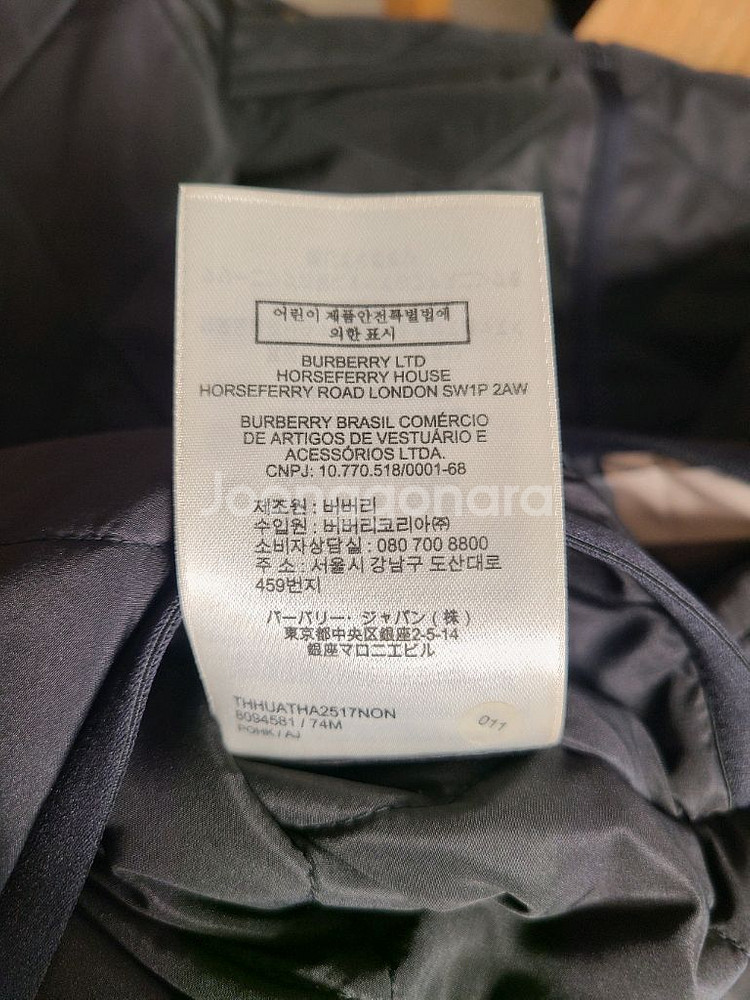 어린이 제품안전특별법에
의한 표시
BURBERRY LTD
HORSEFERRY HOUSE
HORSEFERRY ROAD LONDON SW1P 2AW
BURBERRY BRASIL COMÉRCIO
DE ARTIGOS DE VESTUÁRIO E
ACESSÓRIOS LTDA.
CNPJ: 10.770.518/0001-68
Joonggonara
제조원 : 버버리
수입원 : 버버리코리아㈜
소비자상담실 : 080 700 8800
주 소 : 서울시 강남구 도산대로
459번지
バーバリー・ジャパン ( 株 )
東京都中央区銀座2-5-14
銀座マロニエビル
THHUATHA2517NON
8094581 / 74M
POHK / AJ
011